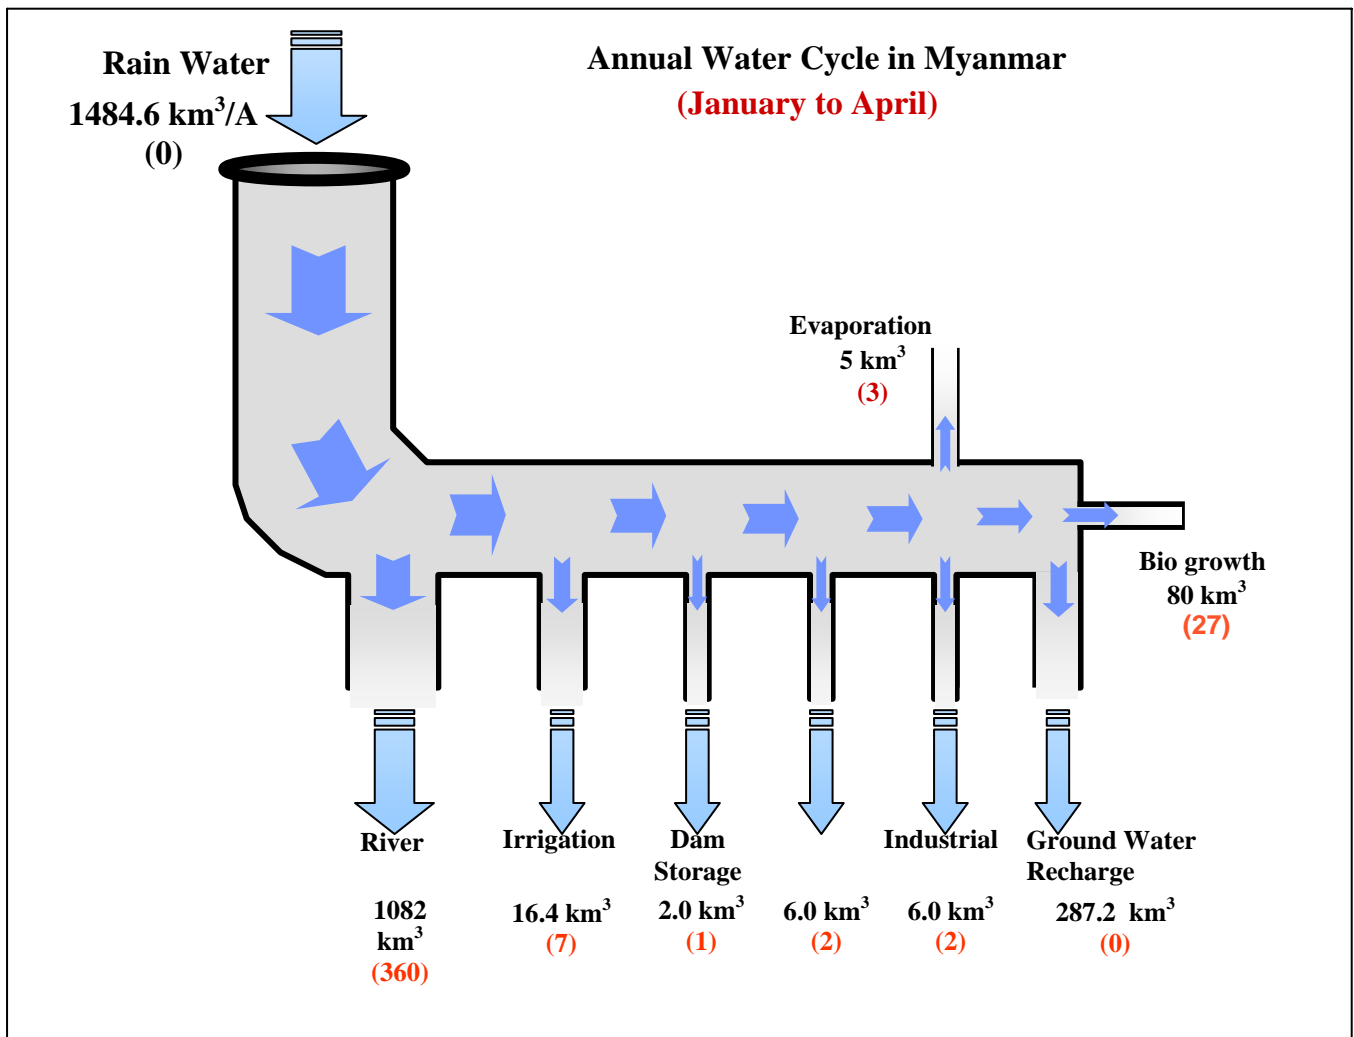 Rain Water
1484.6 km³/A
(0)
Annual Water Cycle in Myanmar
(January to April)
Evaporation
5 km³
(3)
Bio growth
80 km³
(27)
River
1082
km³
(360)
Irrigation
16.4 km³
(7)
Dam
Storage
2.0 km³
(1)
6.0 km³
(2)
Industrial
6.0 km³
(2)
Ground Water
Recharge
287.2 km³
(0)